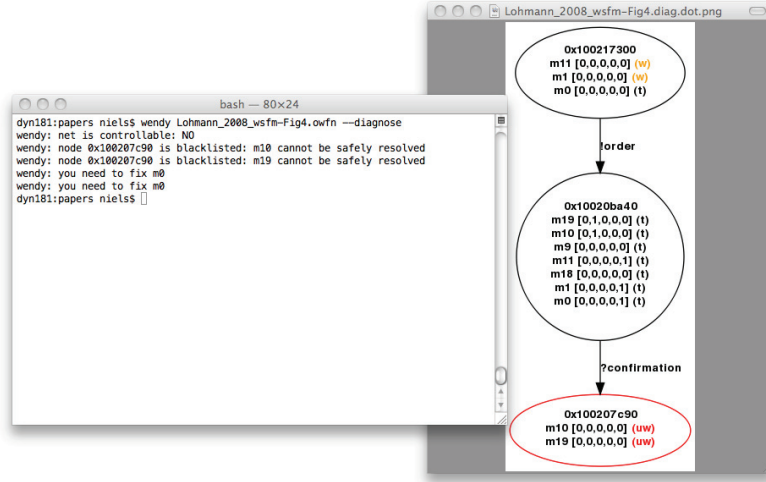 Lohmann_2008_wsfm-Fig4.diag.dot.png
0x100217300
m11 [0,0,0,0,0] (w)
m1 [0,0,0,0,0] (w)
m0 [0,0,0,0,0] (t)
!order
0x10020ba40
m19 [0,1,0,0,0] (t)
m10 [0,1,0,0,0] (t)
m9 [0,0,0,0,0] (t)
m11 [0,0,0,0,1] (t)
m18 [0,0,0,0,0] (t)
m1 [0,0,0,0,1] (t)
m0 [0,0,0,0,1] (t)
?confirmation
0x100207c90
m10 [0,0,0,0,0] (uw)
m19 [0,0,0,0,0] (uw)
bash — 80×24
dyn181:papers niels$ wendy Lohmann_2008_wsfm-Fig4.owfn --diagnose
wendy: net is controllable: NO
wendy: node 0x100207c90 is blacklisted: m10 cannot be safely resolved
wendy: node 0x100207c90 is blacklisted: m19 cannot be safely resolved
wendy: you need to fix m0
wendy: you need to fix m0
dyn181:papers niels$